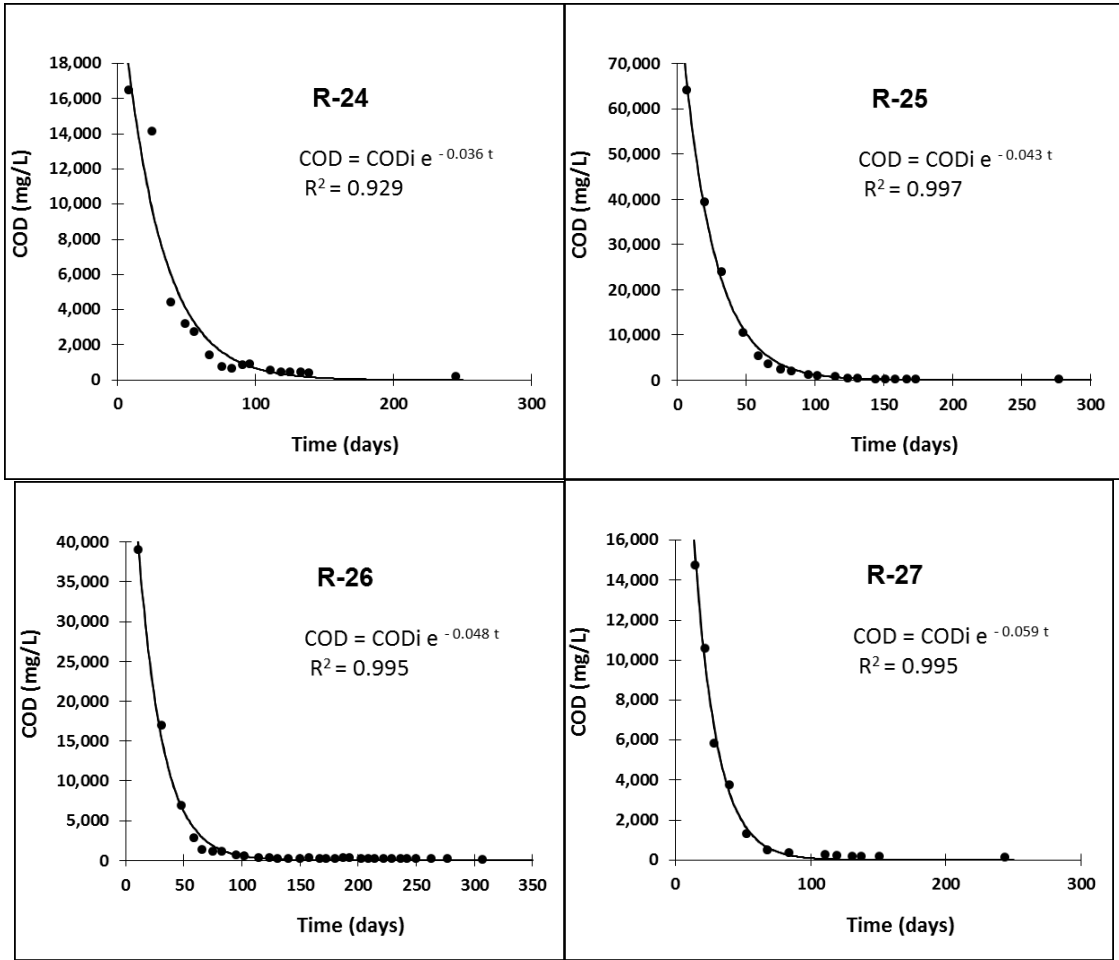 R-24
COD = CODi e - 0.036 t
R2 = 0.929
COD (mg/L)
18,000
16,000
14,000
12,000
10,000
8,000
6,000
4,000
2,000
0
0 100 200 300
Time (days)
R-25
COD = CODi e - 0.043 t
R2 = 0.997
COD (mg/L)
70,000
60,000
50,000
40,000
30,000
20,000
10,000
0
0 50 100 150 200 250 300
Time (days)
R-26
COD = CODi e - 0.048 t
R2 = 0.995
COD (mg/L)
40,000
35,000
30,000
25,000
20,000
15,000
10,000
5,000
0
0 50 100 150 200 250 300 350
Time (days)
R-27
COD = CODi e - 0.059 t
R2 = 0.995
COD (mg/L)
16,000
14,000
12,000
10,000
8,000
6,000
4,000
2,000
0
0 100 200 300
Time (days)